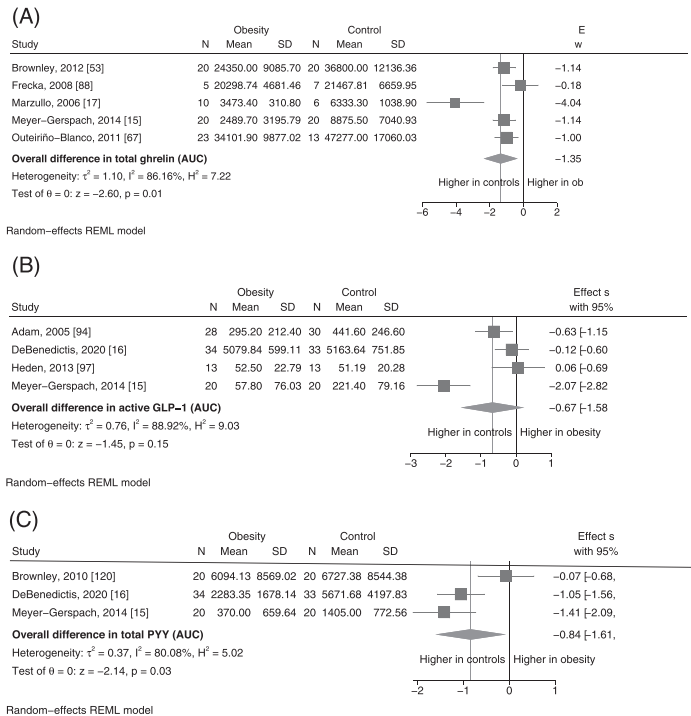 (A)
Obesity Control E
Study N Mean SD N Mean SD w
Brownley, 2012 [53] 20 24350.00 9085.70 20 36800.00 12136.36 −1.14
Frecka, 2008 [88] 5 20298.74 4681.46 7 21467.81 6659.95 −0.18
Marzullo, 2006 [17] 10 3473.40 310.80 6 6333.30 1038.90 −4.04
Meyer−Gerspach, 2014 [15] 20 2489.70 3195.79 20 8875.50 7040.93 −1.14
Outeiriño−Blanco, 2011 [67] 23 34101.90 9877.02 13 47277.00 17060.03 −1.00
Overall difference in total ghrelin (AUC) −1.35
Heterogeneity: τ² = 1.10, I² = 86.16%, H² = 7.22
Higher in controls Higher in ob
Test of θ = 0: z = −2.60, p = 0.01
−6 −4 −2 0 2
Random−effects REML model
(B)
Obesity Control Effect s
Study N Mean SD N Mean SD with 95%
Adam, 2005 [94] 28 295.20 212.40 30 441.60 246.60 −0.63 [−1.15
DeBenedictis, 2020 [16] 34 5079.84 599.11 33 5163.64 751.85 −0.12 [−0.60
Heden, 2013 [97] 13 52.50 22.79 13 51.19 20.28 0.06 [−0.69
Meyer−Gerspach, 2014 [15] 20 57.80 76.03 20 221.40 79.16 −2.07 [−2.82
Overall difference in active GLP−1 (AUC) −0.67 [−1.58
Heterogeneity: τ² = 0.76, I² = 88.92%, H² = 9.03
Higher in controls Higher in obesity
Test of θ = 0: z = −1.45, p = 0.15
−3 −2 −1 0 1
Random−effects REML model
(C)
Obesity Control Effect s
Study N Mean SD N Mean SD with 95%
Brownley, 2010 [120] 20 6094.13 8569.02 20 6727.38 8544.38 −0.07 [−0.68,
DeBenedictis, 2020 [16] 34 2283.35 1678.14 33 5671.68 4197.83 −1.05 [−1.56,
Meyer−Gerspach, 2014 [15] 20 370.00 659.64 20 1405.00 772.56 −1.41 [−2.09,
Overall difference in total PYY (AUC) −0.84 [−1.61,
Heterogeneity: τ² = 0.37, I² = 80.08%, H² = 5.02
Higher in controls Higher in obesity
Test of θ = 0: z = −2.14, p = 0.03
−2 −1 0 1
Random−effects REML model